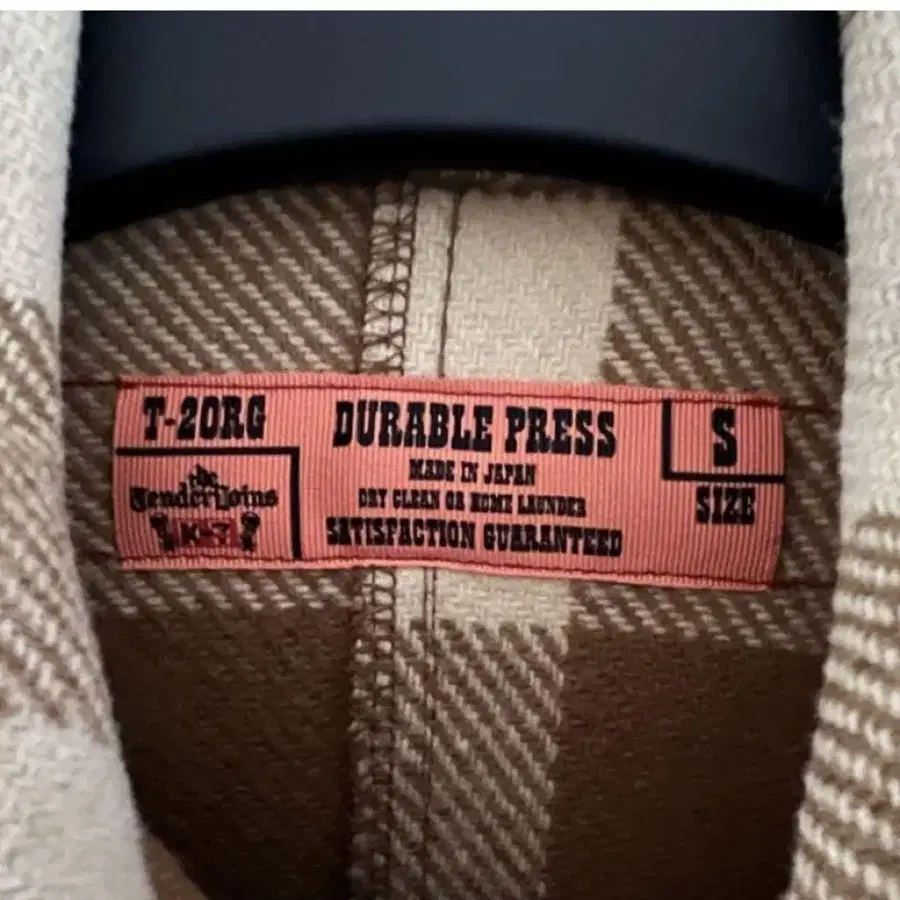 T-20RG
The
Tenderloins
DURABLE PRESS
MADE IN JAPAN
DRY CLEAN OR HOME LAUNDER
SATISFACTION GUARANTEED
S
SIZE